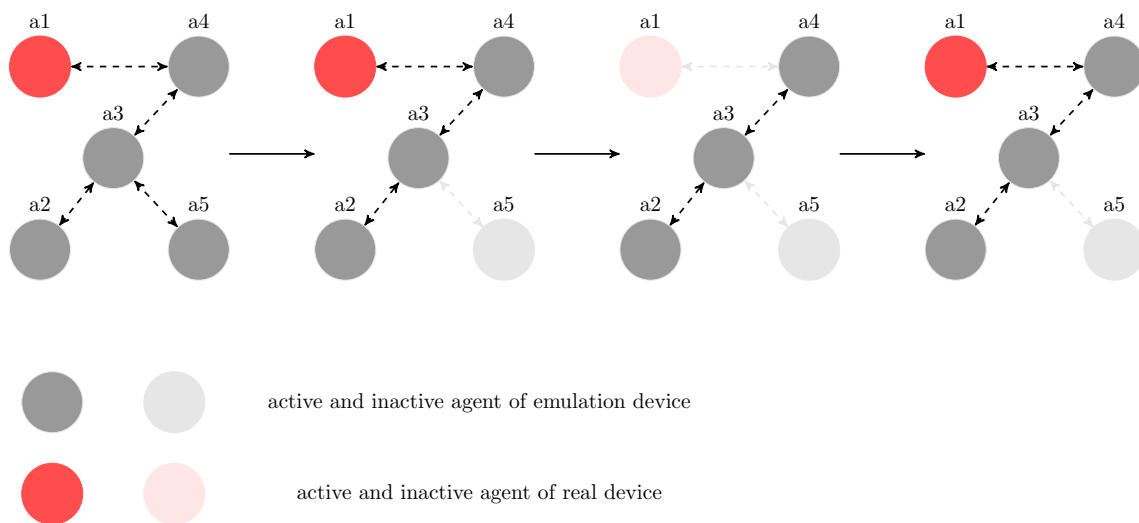 a1 a4 a1 a4 a1 a4 a1 a4
a3 a3 a3 a3
a2 a5 a2 a5 a2 a5 a2 a5
active and inactive agent of emulation device
active and inactive agent of real device